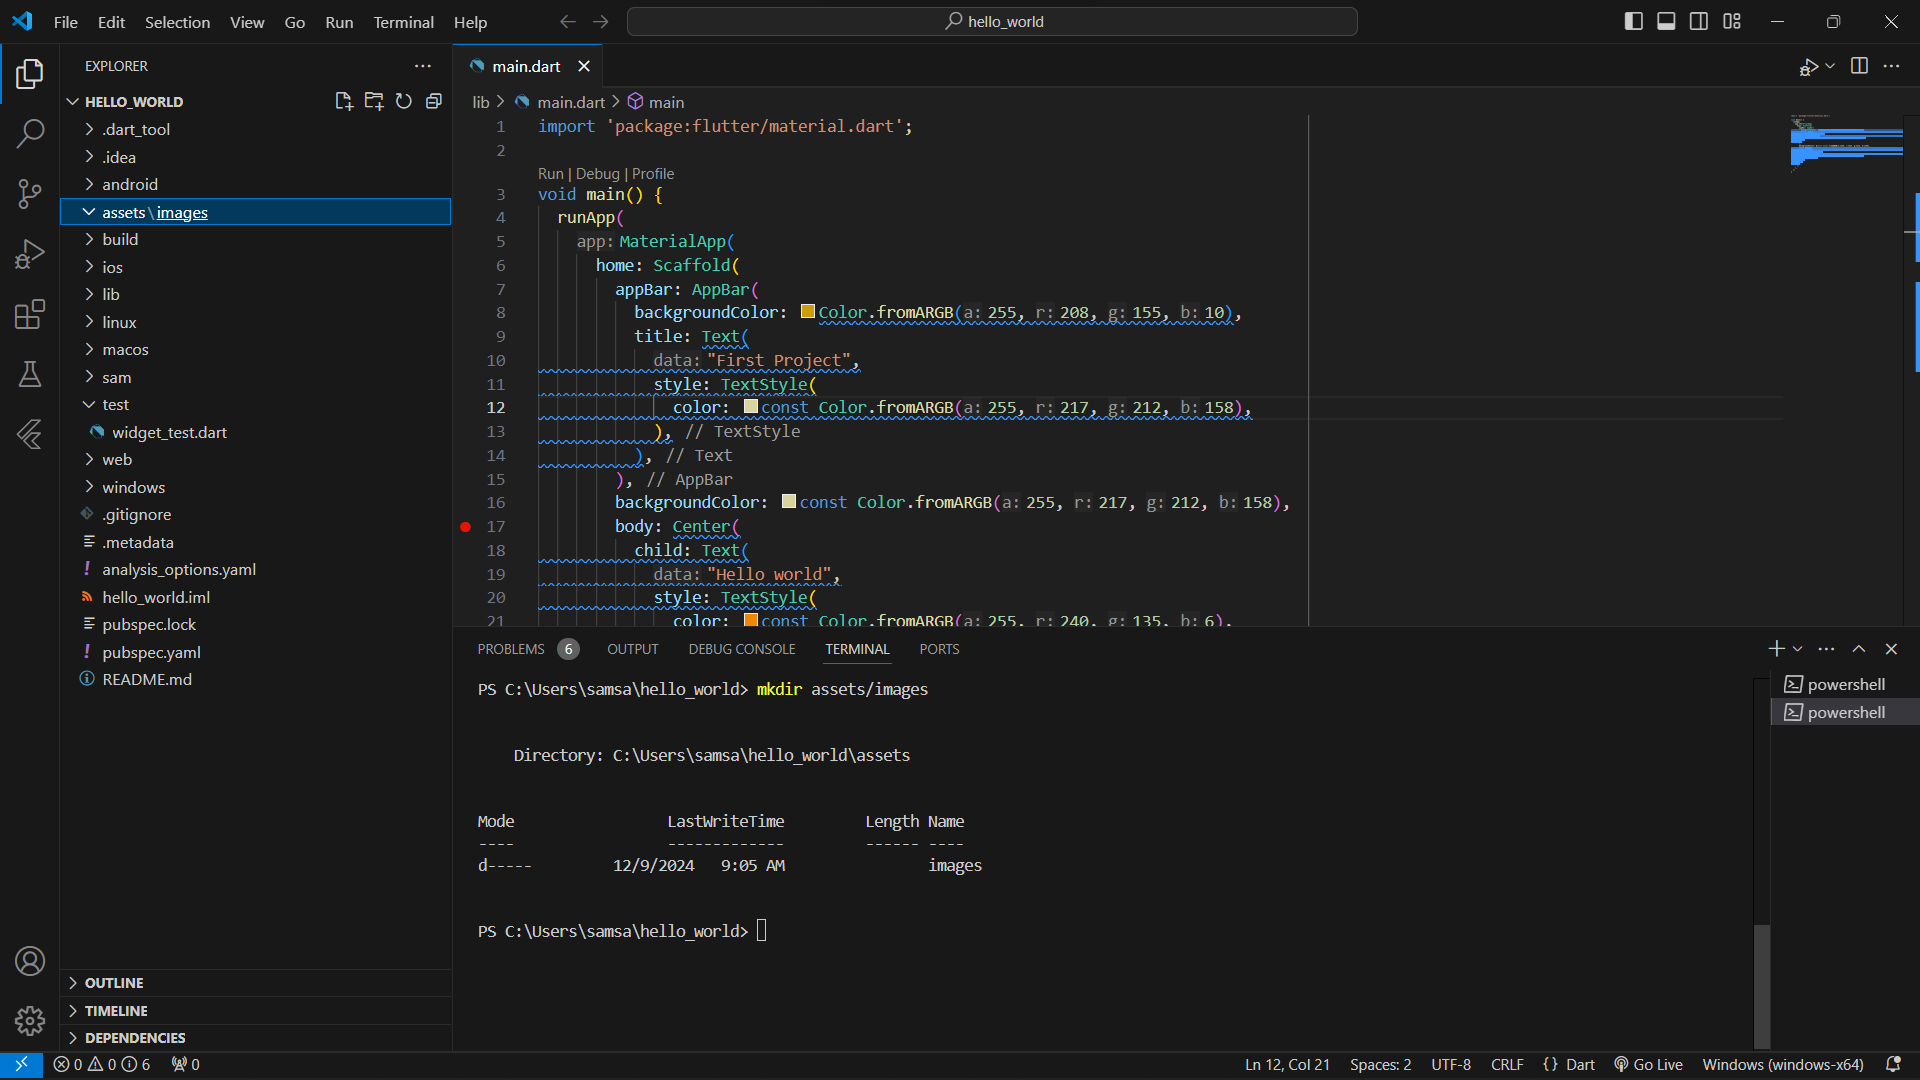 File Edit Selection View Go Run Terminal Help
hello_world
EXPLORER
HELLO_WORLD
.dart_tool
.idea
android
assets\images
build
ios
lib
linux
macos
sam
test
widget_test.dart
web
windows
.gitignore
.metadata
analysis_options.yaml
hello_world.iml
pubspec.lock
pubspec.yaml
README.md
OUTLINE
TIMELINE
DEPENDENCIES
main.dart
lib > main.dart > main
1 import 'package:flutter/material.dart';
2
Run | Debug | Profile
3 void main() {
4 runApp(
5 app: MaterialApp(
6 home: Scaffold(
7 appBar: AppBar(
8 backgroundColor: Color.fromARGB(a: 255, r: 208, g: 155, b: 10),
9 title: Text(
10 data: "First Project",
11 style: TextStyle(
12 color: const Color.fromARGB(a: 255, r: 217, g: 212, b: 158),
13 ), // TextStyle
14 ), // Text
15 ), // AppBar
16 backgroundColor: const Color.fromARGB(a: 255, r: 217, g: 212, b: 158),
17 body: Center(
18 child: Text(
19 data: "Hello world",
20 style: TextStyle(
21 color: const Color.fromARGB(a: 255, r: 240, g: 135, b: 6),
PROBLEMS 6 OUTPUT DEBUG CONSOLE TERMINAL PORTS
PS C:\Users\samsa\hello_world> mkdir assets/images
Directory: C:\Users\samsa\hello_world\assets
Mode LastWriteTime Length Name
---- ------------- ------ ----
d----- 12/9/2024 9:05 AM images
PS C:\Users\samsa\hello_world>
powershell
powershell
0 0 6 0
Ln 12, Col 21 Spaces: 2 UTF-8 CRLF {} Dart Go Live Windows (windows-x64)